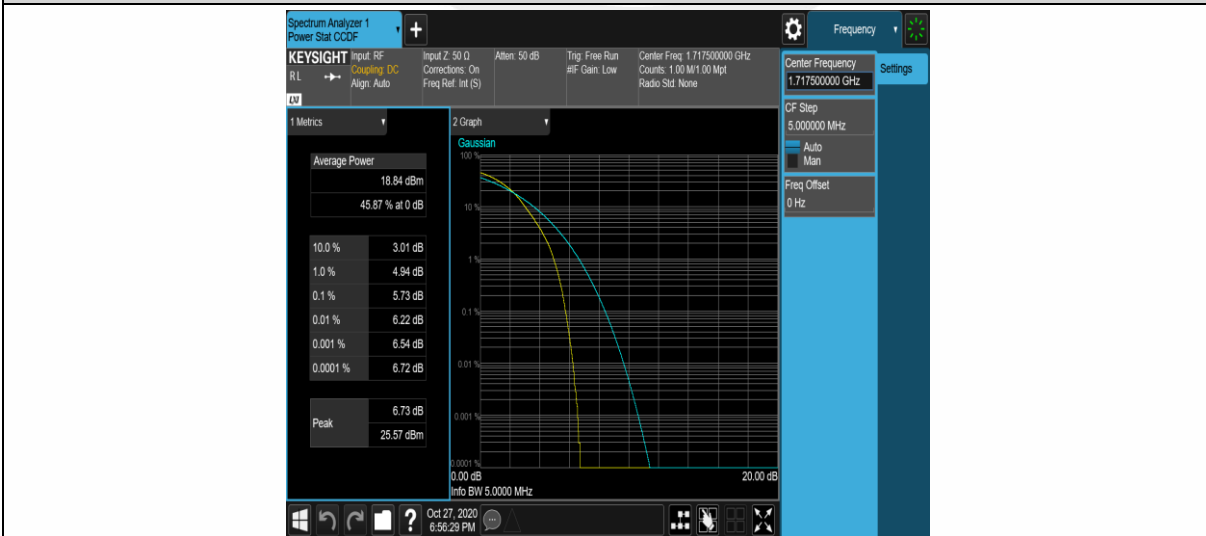 Spectrum Analyzer 1
Power Stat CCDF
+
Frequency
KEYSIGHT
RL
LXI
Input: RF
Coupling: DC
Align: Auto
Input Z: 50 Ω
Corrections: On
Freq Ref: Int (S)
Atten: 50 dB
Trig: Free Run
#IF Gain: Low
Center Freq: 1.717500000 GHz
Counts: 1.00 M/1.00 Mpt
Radio Std: None
Center Frequency
1.717500000 GHz
Settings
CF Step
5.000000 MHz
Auto
Man
Freq Offset
0 Hz
1 Metrics
Average Power
18.84 dBm
45.87 % at 0 dB
10.0 % 3.01 dB
1.0 % 4.94 dB
0.1 % 5.73 dB
0.01 % 6.22 dB
0.001 % 6.54 dB
0.0001 % 6.72 dB
Peak
6.73 dB
25.57 dBm
2 Graph
Gaussian
100 %
10 %
1 %
0.1 %
0.01 %
0.001 %
0.0001 %
0.00 dB
20.00 dB
Info BW 5.0000 MHz
?
Oct 27, 2020
6:56:29 PM